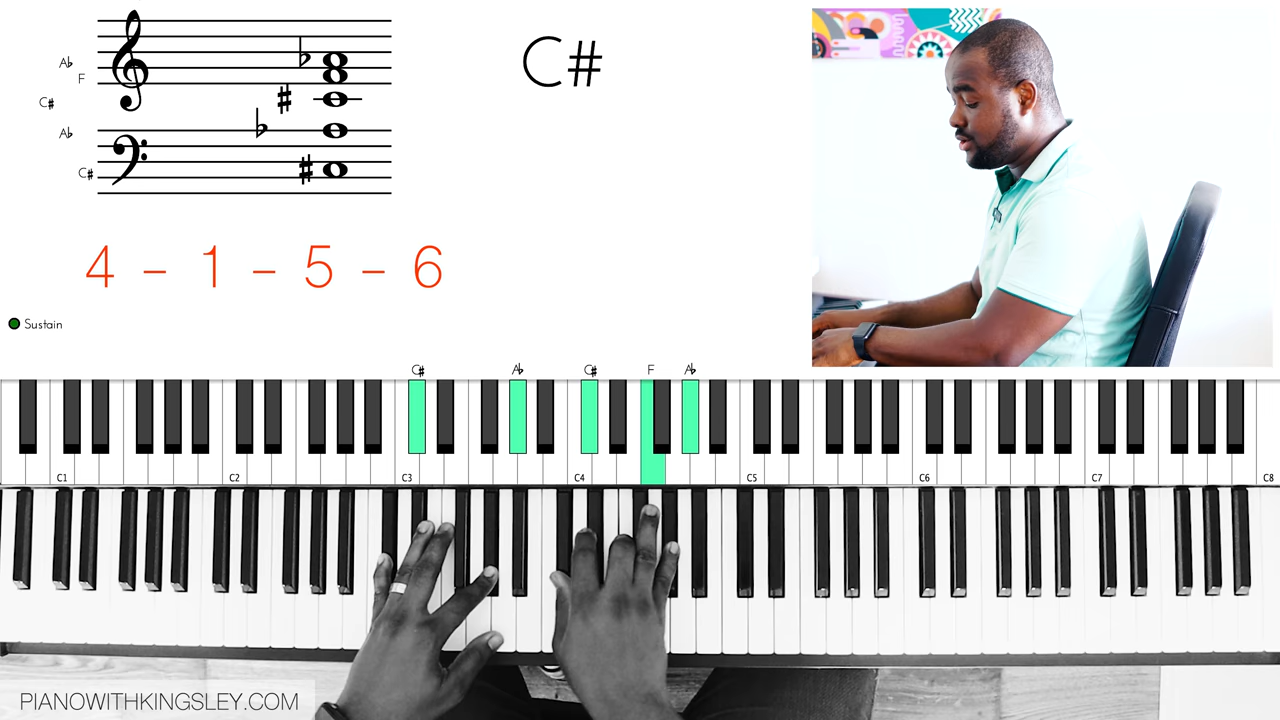 C#
A♭
F
C#
A♭
C#
4 – 1 – 5 – 6
Sustain
C# A♭ C# F A♭
C1 C2 C3 C4 C5 C6 C7 C8
PIANOWITHKINGSLEY.COM